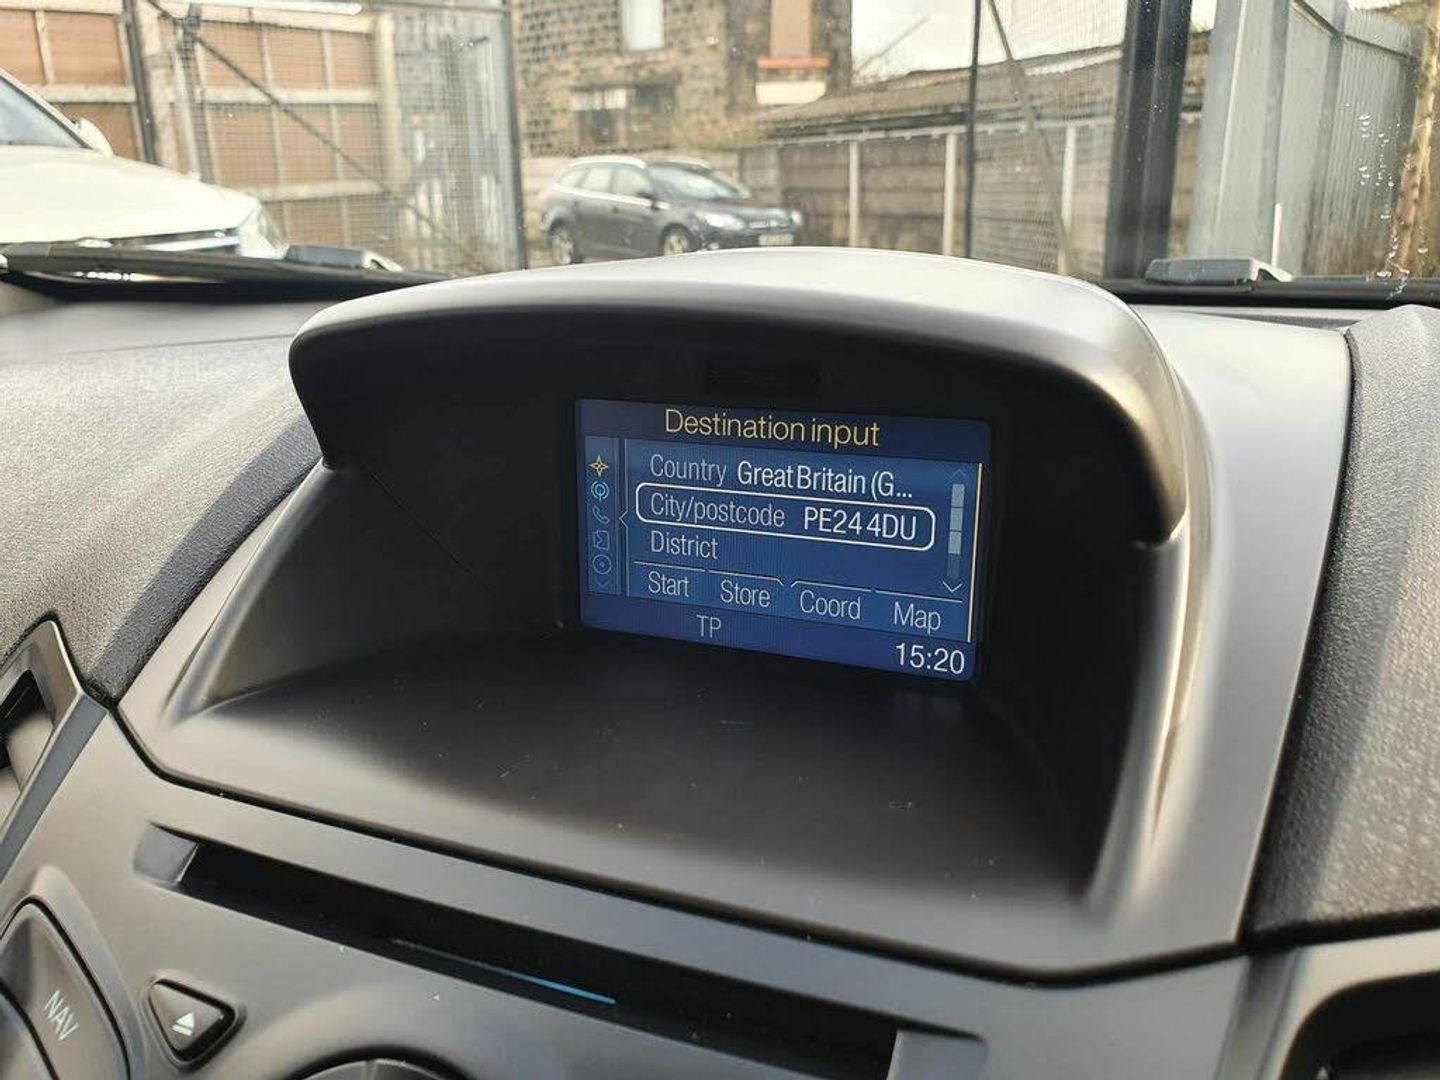 Destination input
Country Great Britain (G...
City/postcode PE24 4DU
District
Start Store Coord Map
TP
15:20
NAV